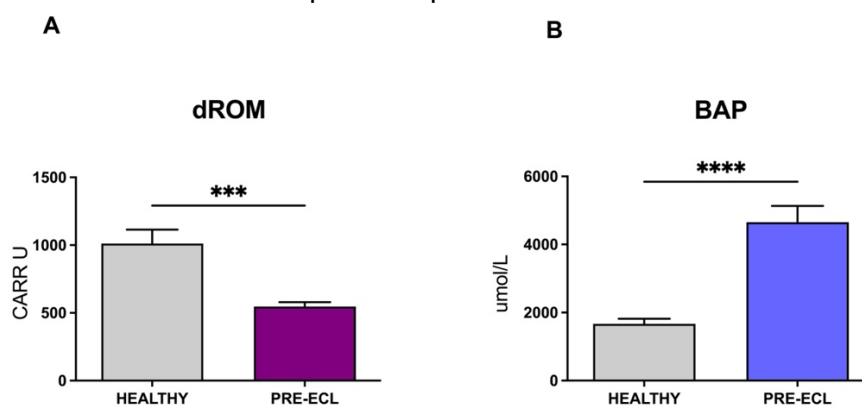 A
dROM
CARR U
1500
1000
500
0
***
HEALTHY
PRE-ECL
B
BAP
umol/L
6000
4000
2000
0
****
HEALTHY
PRE-ECL